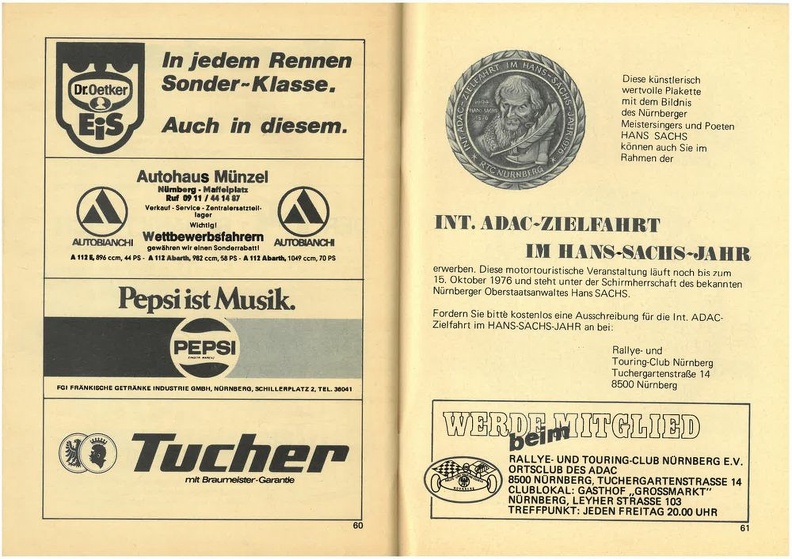 Dr.Oetker
EiS
In jedem Rennen
Sonder-Klasse.
Auch in diesem.
Autohaus Münzel
Nürnberg - Maffeiplatz
Ruf 09 11 / 44 14 87
Verkauf - Service - Zentralersatzteil-
lager
Wichtig!
Wettbewerbsfahrern
gewähren wir einen Sonderrabatt!
AUTOBIANCHI
AUTOBIANCHI
A 112 E, 896 ccm, 44 PS - A 112 Abarth, 982 ccm, 58 PS - A 112 Abarth, 1049 ccm, 70 PS
Pepsi ist Musik.
PEPSI
FGI FRÄNKISCHE GETRÄNKE INDUSTRIE GMBH, NÜRNBERG, SCHILLERPLATZ 2, TEL. 36041
Tucher
mit Braumeister-Garantie
60
INT. ADAC-ZIELFAHRT IM HANS-SACHS-JAHR 1976
HANS SACHS
1576
RTC NÜRNBERG
Diese künstlerisch
wertvolle Plakette
mit dem Bildnis
des Nürnberger
Meistersingers und Poeten
HANS SACHS
können auch Sie im
Rahmen der
INT. ADAC-ZIELFAHRT
IM HANS-SACHS-JAHR
erwerben. Diese motortouristische Veranstaltung läuft noch bis zum
15. Oktober 1976 und steht unter der Schirmherrschaft des bekannten
Nürnberger Oberstaatsanwaltes Hans SACHS.
Fordern Sie bitte kostenlos eine Ausschreibung für die Int. ADAC-
Zielfahrt im HANS-SACHS-JAHR an bei:
Rallye- und
Touring-Club Nürnberg
Tuchergartenstraße 14
8500 Nürnberg
WERDE MITGLIED
beim
RALLYE- UND TOURING-CLUB NÜRNBERG E.V.
ORTSCLUB DES ADAC
8500 NÜRNBERG, TUCHERGARTENSTRASSE 14
CLUBLOKAL: GASTHOF „GROSSMARKT"
NÜRNBERG, LEYHER STRASSE 103
TREFFPUNKT: JEDEN FREITAG 20.00 UHR
61